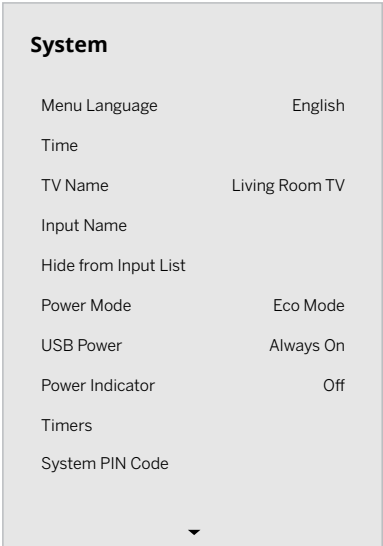 System
Menu Language English
Time
TV Name Living Room TV
Input Name
Hide from Input List
Power Mode Eco Mode
USB Power Always On
Power Indicator Off
Timers
System PIN Code